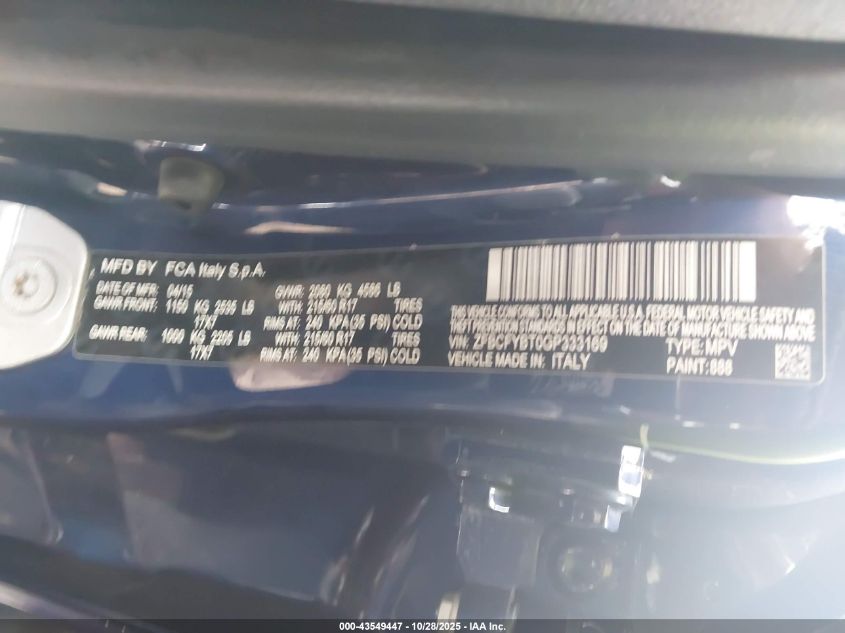 MFD BY FCA Italy S.p.A.
DATE OF MFR: 04/15 GVWR: 2080 KG 4586 LB
GAWR FRONT: 1150 KG 2535 LB WITH: 215/60 R17 TIRES
17X7 RIMS AT: 240 KPA (35 PSI) COLD
GAWR REAR: 1000 KG 2205 LB WITH: 215/60 R17 TIRES
17X7 RIMS AT: 240 KPA (35 PSI) COLD
THIS VEHICLE CONFORMS TO ALL APPLICABLE U.S.A. FEDERAL MOTOR VEHICLE SAFETY AND
THEFT PREVENTION STANDARDS IN EFFECT ON THE DATE OF MANUFACTURE SHOWN ABOVE.
VIN: TYPE: MPV
VEHICLE MADE IN: ITALY PAINT: 888
000-43549447 - 10/28/2025 - IAA Inc.